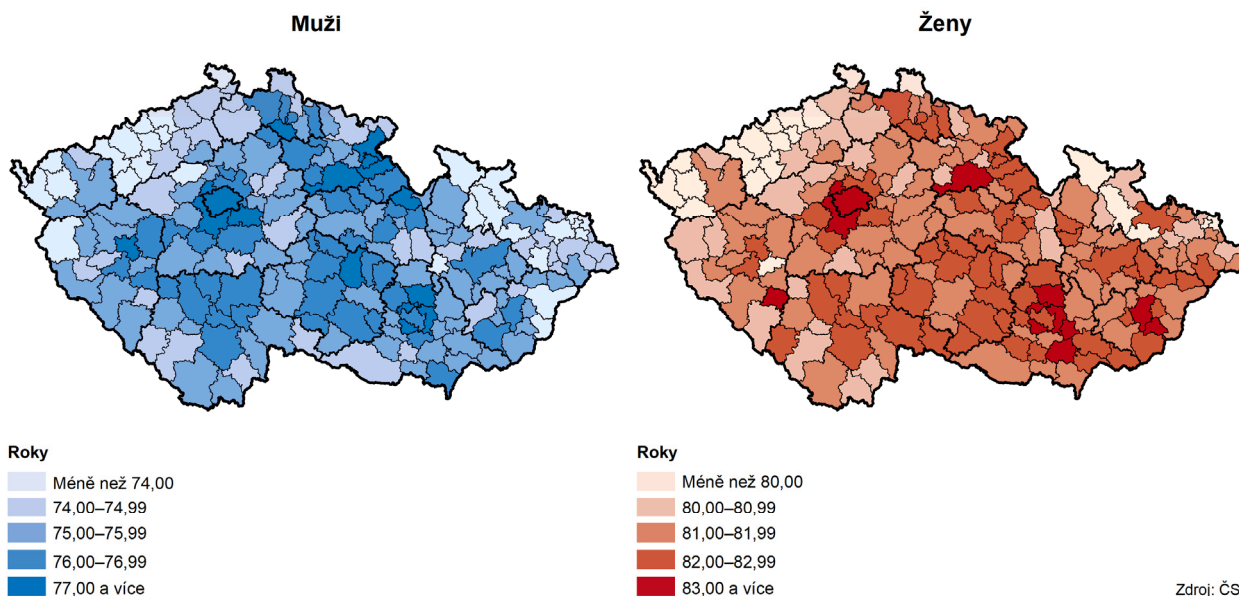 Muži
Ženy
Roky
Méně než 74,00
74,00–74,99
75,00–75,99
76,00–76,99
77,00 a více
Roky
Méně než 80,00
80,00–80,99
81,00–81,99
82,00–82,99
83,00 a více
Zdroj: ČS